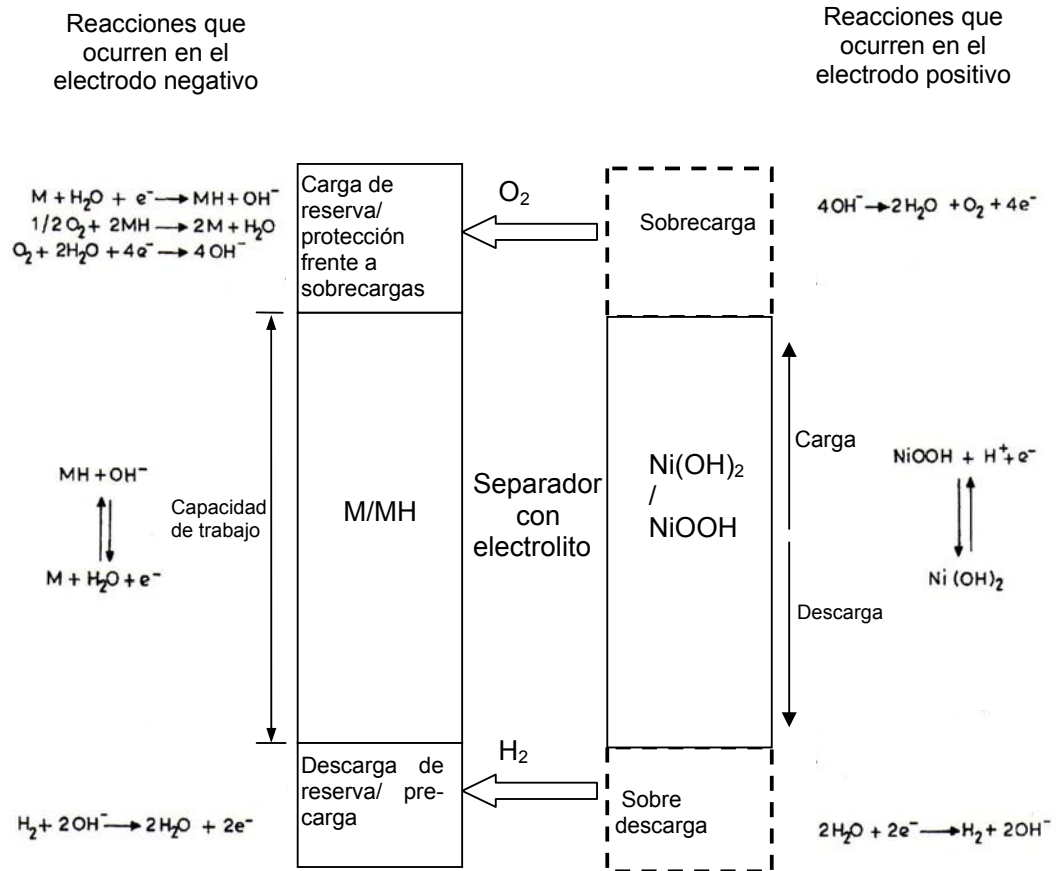 Reacciones que
ocurren en el
electrodo negativo
Reacciones que
ocurren en el
electrodo positivo
M + H₂O + e⁻ → MH + OH⁻
1/2 O₂ + 2MH → 2M + H₂O
O₂ + 2H₂O + 4e⁻ → 4OH⁻
Carga de
reserva/
protección
frente a
sobrecargas
O₂
Sobrecarga
4OH⁻ → 2H₂O + O₂ + 4e⁻
MH + OH⁻
M + H₂O + e⁻
Capacidad
de trabajo
M/MH
Separador
con
electrolito
Ni(OH)₂
/
NiOOH
Carga
Descarga
NiOOH + H⁺+ e⁻
Ni(OH)₂
H₂ + 2OH⁻ → 2H₂O + 2e⁻
Descarga de
reserva/ pre-
carga
H₂
Sobre
descarga
2H₂O + 2e⁻ → H₂ + 2OH⁻